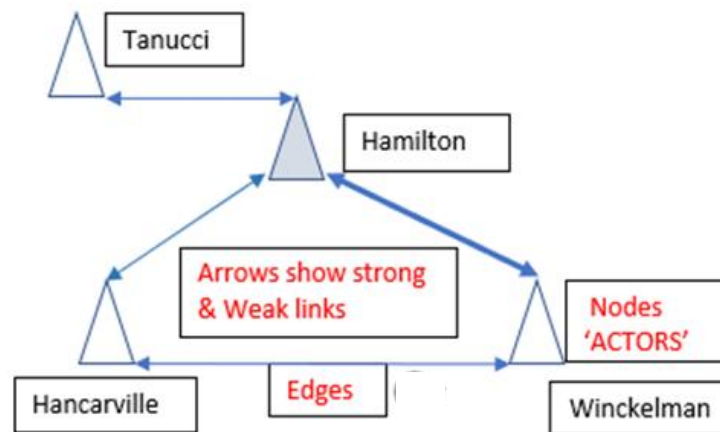 Tanucci
Hamilton
Arrows show strong
& Weak links
Nodes
‘ACTORS’
Hancarville
Edges
Winckelman